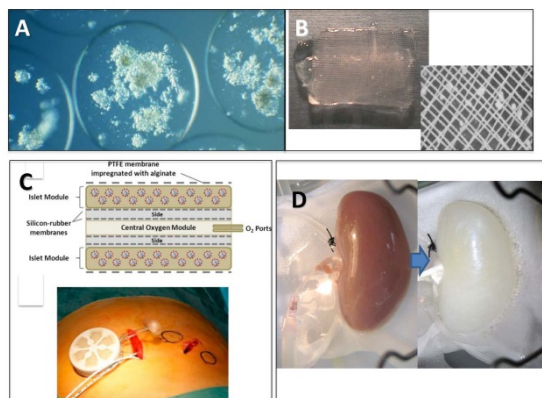 A
B
C
PTFE membrane
impregnated with alginate
Islet Module
Side
Silicon-rubber
membranes
Central Oxygen Module
O₂ Ports
Side
Islet Module
D